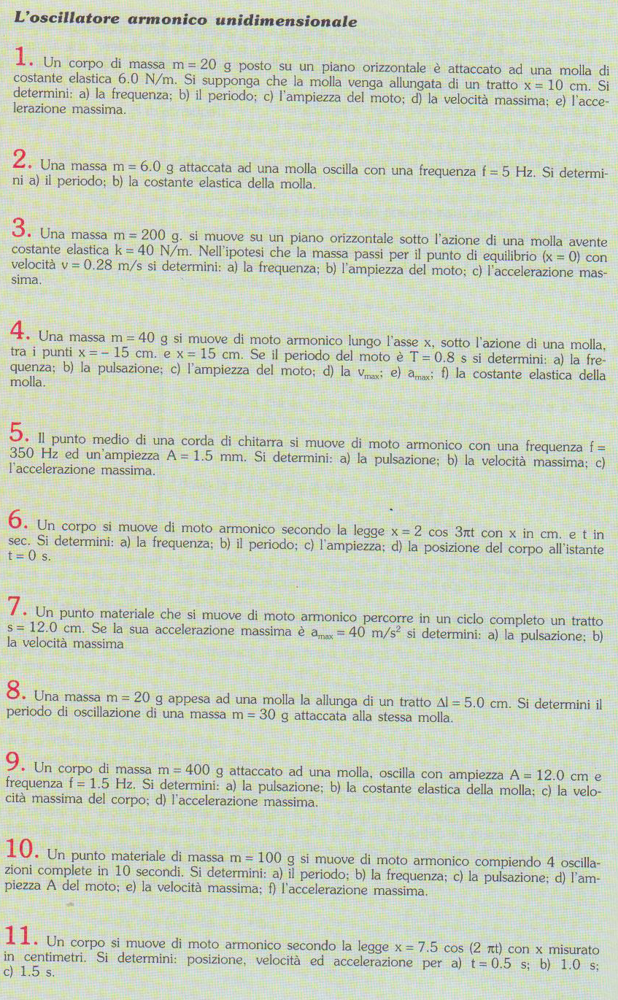 L'oscillatore armonico unidimensionale
1. Un corpo di massa m = 20 g posto su un piano orizzontale è attaccato ad una molla di
costante elastica 6.0 N/m. Si supponga che la molla venga allungata di un tratto x = 10 cm. Si
determini: a) la frequenza; b) il periodo; c) l'ampiezza del moto; d) la velocità massima; e) l'acce-
lerazione massima.
2. Una massa m = 6.0 g attaccata ad una molla oscilla con una frequenza f = 5 Hz. Si determi-
ni a) il periodo; b) la costante elastica della molla.
3. Una massa m = 200 g. si muove su un piano orizzontale sotto l'azione di una molla avente
costante elastica k = 40 N/m. Nell'ipotesi che la massa passi per il punto di equilibrio (x = 0) con
velocità v = 0.28 m/s si determini: a) la frequenza; b) l'ampiezza del moto; c) l'accelerazione mas-
sima.
4. Una massa m = 40 g si muove di moto armonico lungo l'asse x, sotto l'azione di una molla,
tra i punti x = - 15 cm. e x = 15 cm. Se il periodo del moto è T = 0.8 s si determini: a) la fre-
quenza; b) la pulsazione; c) l'ampiezza del moto; d) la vmax; e) amax; f) la costante elastica della
molla.
5. Il punto medio di una corda di chitarra si muove di moto armonico con una frequenza f =
350 Hz ed un'ampiezza A = 1.5 mm. Si determini: a) la pulsazione; b) la velocità massima; c)
l'accelerazione massima.
6. Un corpo si muove di moto armonico secondo la legge x = 2 cos 3πt con x in cm. e t in
sec. Si determini: a) la frequenza; b) il periodo; c) l'ampiezza; d) la posizione del corpo all'istante
t = 0 s.
7. Un punto materiale che si muove di moto armonico percorre in un ciclo completo un tratto
s = 12.0 cm. Se la sua accelerazione massima è amax = 40 m/s² si determini: a) la pulsazione; b)
la velocità massima
8. Una massa m = 20 g appesa ad una molla la allunga di un tratto Δl = 5.0 cm. Si determini il
periodo di oscillazione di una massa m = 30 g attaccata alla stessa molla.
9. Un corpo di massa m = 400 g attaccato ad una molla, oscilla con ampiezza A = 12.0 cm e
frequenza f = 1.5 Hz. Si determini: a) la pulsazione; b) la costante elastica della molla; c) la velo-
cità massima del corpo; d) l'accelerazione massima.
10. Un punto materiale di massa m = 100 g si muove di moto armonico compiendo 4 oscilla-
zioni complete in 10 secondi. Si determini: a) il periodo; b) la frequenza; c) la pulsazione; d) l'am-
piezza A del moto; e) la velocità massima; f) l'accelerazione massima.
11. Un corpo si muove di moto armonico secondo la legge x = 7.5 cos (2 πt) con x misurato
in centimetri. Si determini: posizione, velocità ed accelerazione per a) t = 0.5 s; b) 1.0 s;
c) 1.5 s.